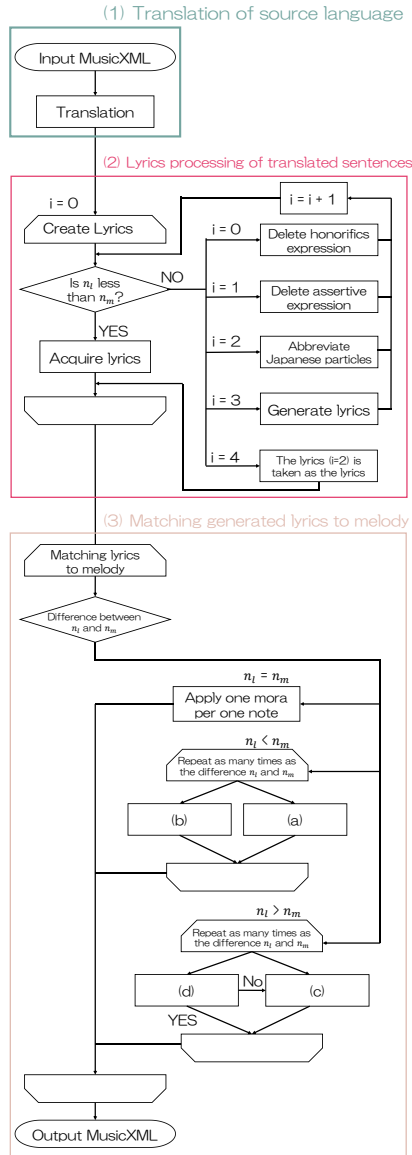 (1) Translation of source language
Input MusicXML
Translation
(2) Lyrics processing of translated sentences
i = 0
i = i + 1
Create Lyrics
i = 0
Delete honorifics
expression
Is n_l less
than n_m?
NO
i = 1
Delete assertive
expression
YES
Acquire lyrics
i = 2
Abbreviate
Japanese particles
i = 3
Generate lyrics
i = 4
The lyrics (i=2) is
taken as the lyrics
(3) Matching generated lyrics to melody
Matching lyrics
to melody
Difference between
n_l and n_m
n_l = n_m
Apply one mora
per one note
n_l < n_m
Repeat as many times as
the difference n_l and n_m
(b)
(a)
n_l > n_m
Repeat as many times as
the difference n_l and n_m
(d)
No
(c)
YES
Output MusicXML